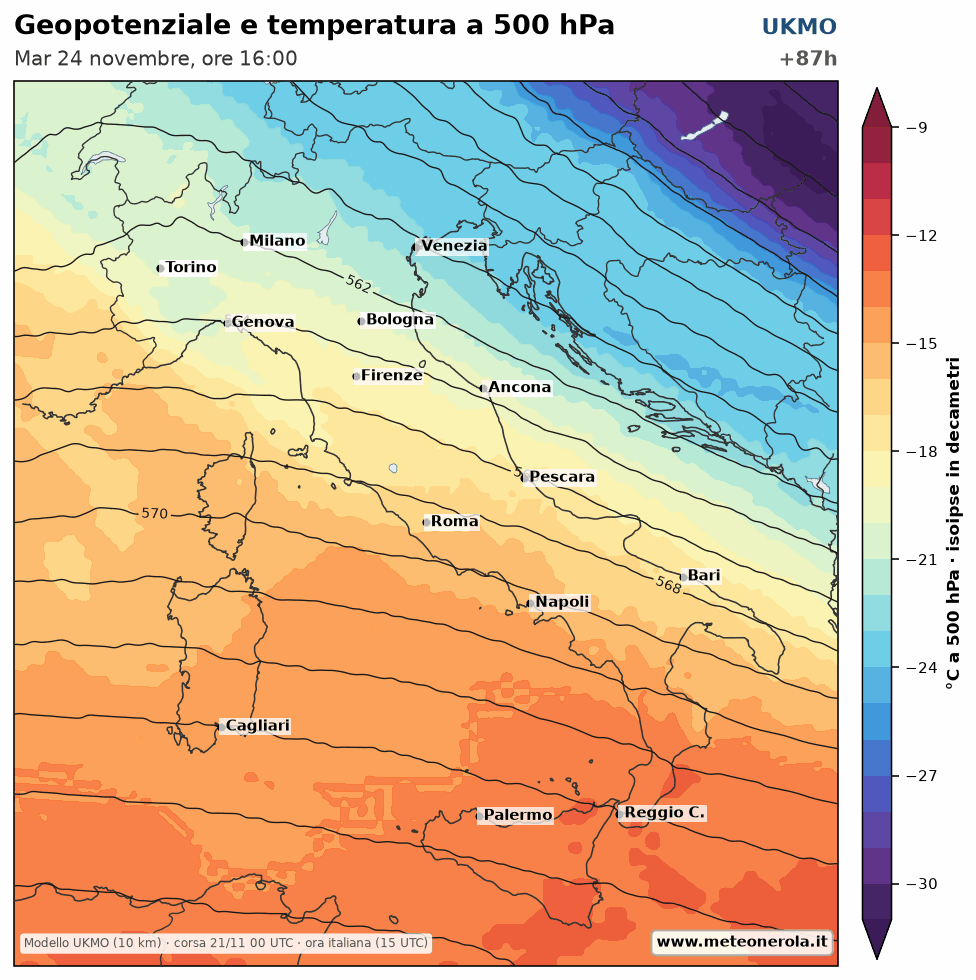 Geopotenziale e temperatura a 500 hPa
UKMO
Mar 24 novembre, ore 16:00
+87h
Milano
Venezia
Torino
562
Genova
Bologna
Firenze
Ancona
Pescara
570
Roma
568
Bari
Napoli
Cagliari
Palermo
Reggio C.
Modello UKMO (10 km) · corsa 21/11 00 UTC · ora italiana (15 UTC)
www.meteonerola.it
−9
−12
−15
−18
−21
−24
−27
−30
°C a 500 hPa · isoipse in decametri